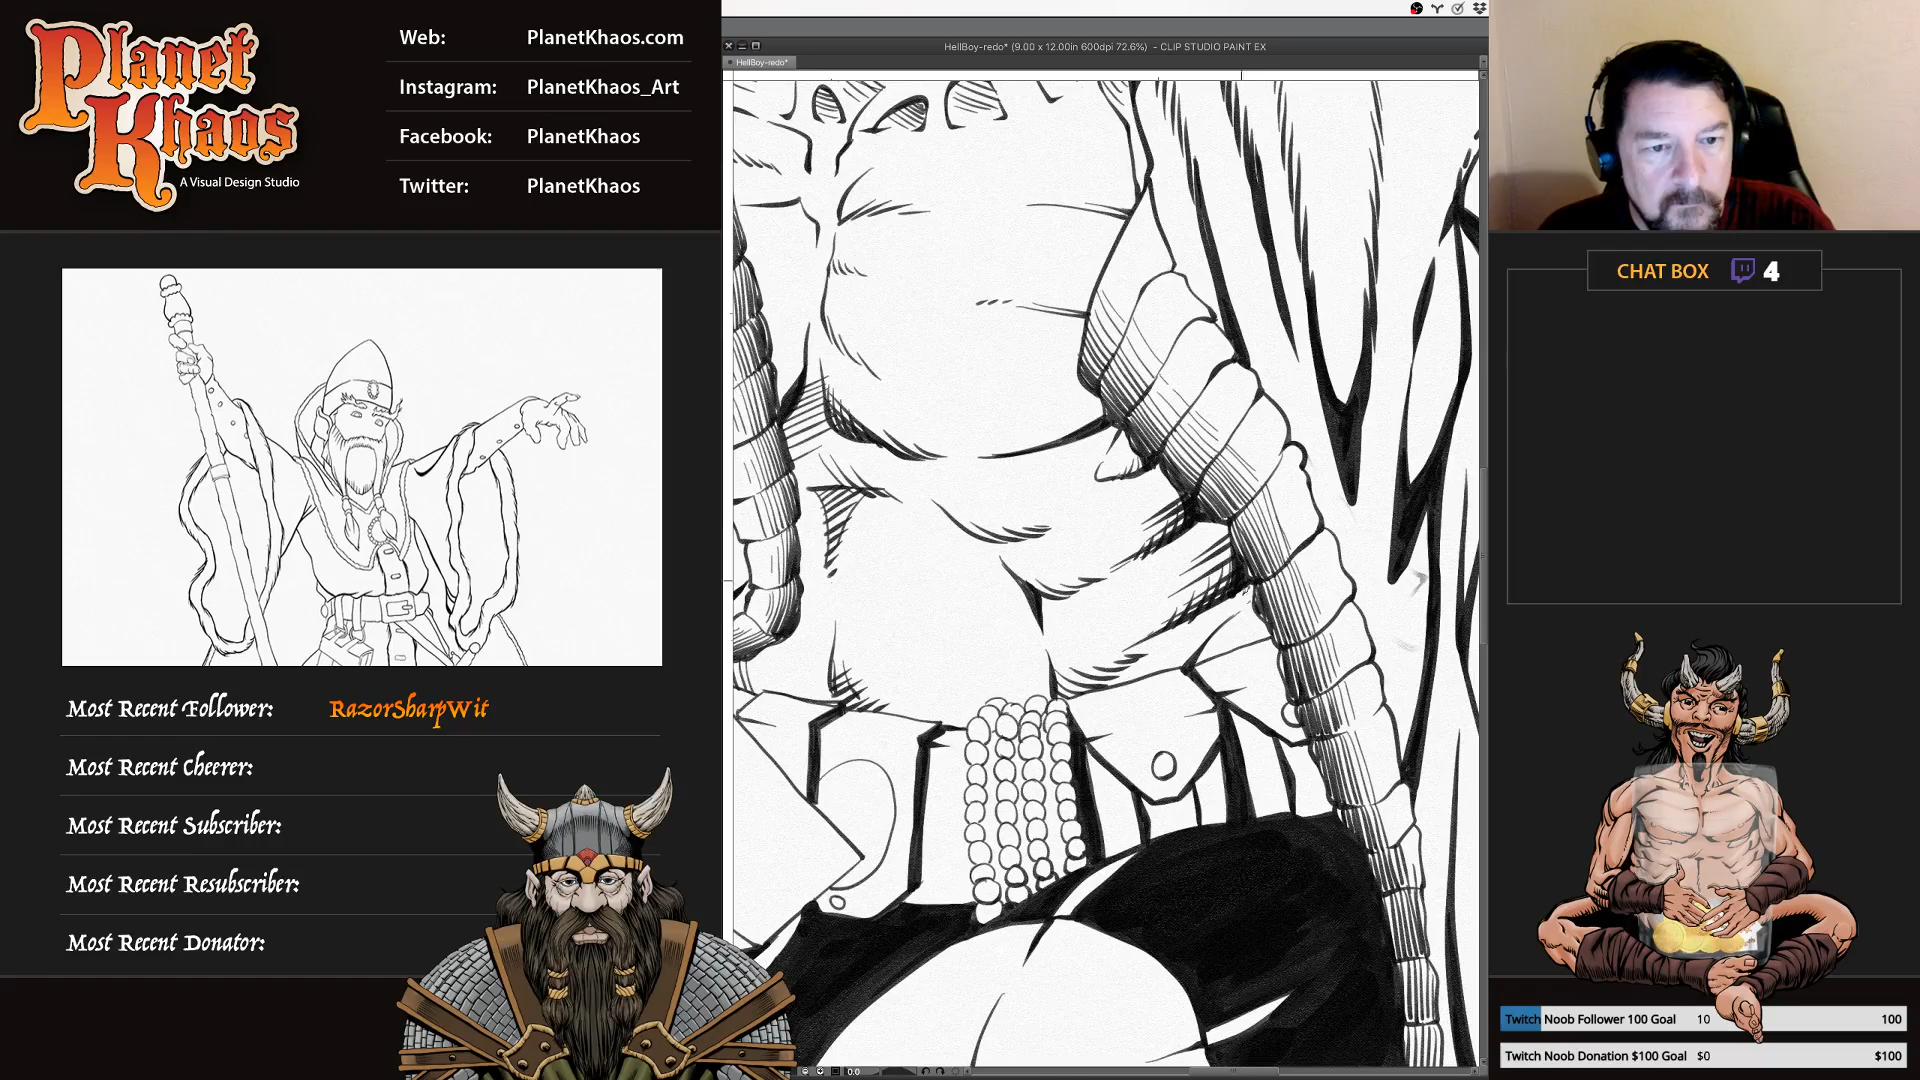 Planet
Khaos
A Visual Design Studio
Web: PlanetKhaos.com
Instagram: PlanetKhaos_Art
Facebook: PlanetKhaos
Twitter: PlanetKhaos
HellBoy-redo* (9.00 x 12.00in 600dpi 72.6%) - CLIP STUDIO PAINT EX
HellBoy-redo*
CHAT BOX 4
Most Recent Follower: RazorSharpWit
Most Recent Cheerer:
Most Recent Subscriber:
Most Recent Resubscriber:
Most Recent Donator:
0.0
Twitch Noob Follower 100 Goal 10 100
Twitch Noob Donation $100 Goal $0 $100